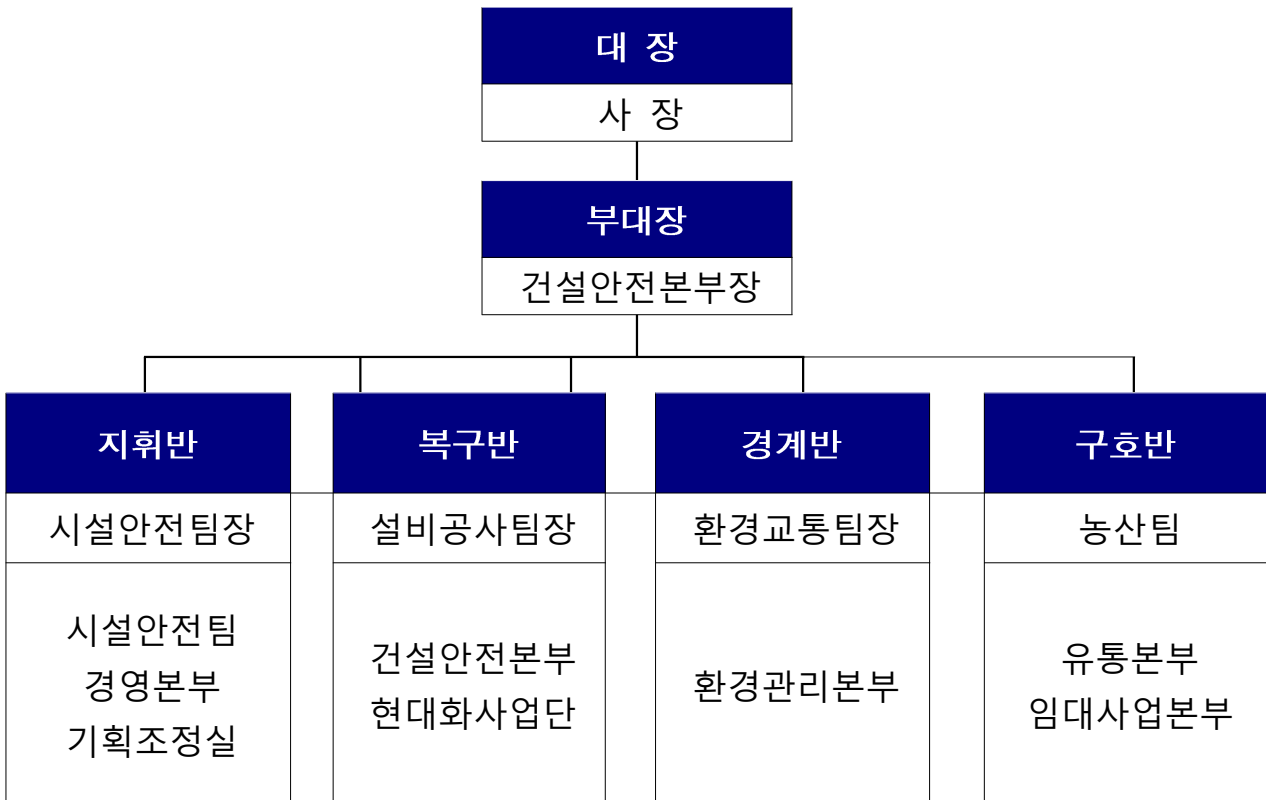 대 장
사 장
부대장
건설안전본부장
지휘반
복구반
경계반
구호반
시설안전팀장
설비공사팀장
환경교통팀장
농산팀
시설안전팀
경영본부
기획조정실
건설안전본부
현대화사업단
환경관리본부
유통본부
임대사업본부